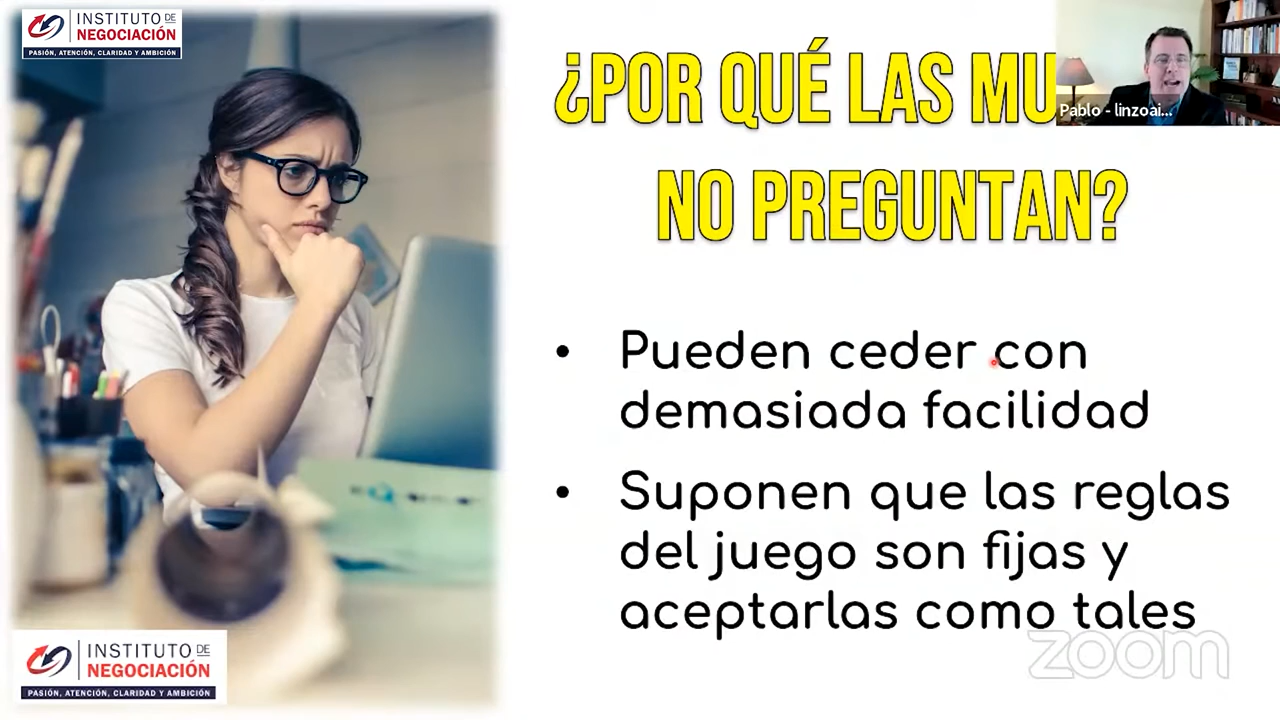 INSTITUTO DE
NEGOCIACIÓN
PASIÓN, ATENCIÓN, CLARIDAD Y AMBICIÓN
¿POR QUÉ LAS MU
Pablo - linzoai...
NO PREGUNTAN?
• Pueden ceder con
demasiada facilidad
• Suponen que las reglas
del juego son fijas y
aceptarlas como tales
zoom
INSTITUTO DE
NEGOCIACIÓN
PASIÓN, ATENCIÓN, CLARIDAD Y AMBICIÓN